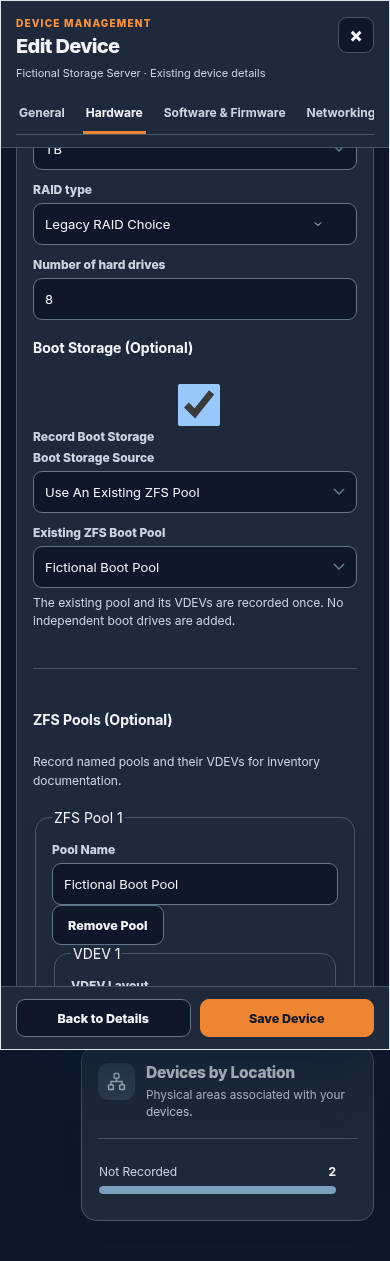 DEVICE MANAGEMENT
Edit Device
Fictional Storage Server · Existing device details
General Hardware Software & Firmware Networking
TB
RAID type
Legacy RAID Choice
Number of hard drives
8
Boot Storage (Optional)
Record Boot Storage
Boot Storage Source
Use An Existing ZFS Pool
Existing ZFS Boot Pool
Fictional Boot Pool
The existing pool and its VDEVs are recorded once. No
independent boot drives are added.
ZFS Pools (Optional)
Record named pools and their VDEVs for inventory
documentation.
ZFS Pool 1
Pool Name
Fictional Boot Pool
Remove Pool
VDEV 1
VDEV Layout
Back to Details Save Device
Devices by Location
Physical areas associated with your
devices.
Not Recorded 2